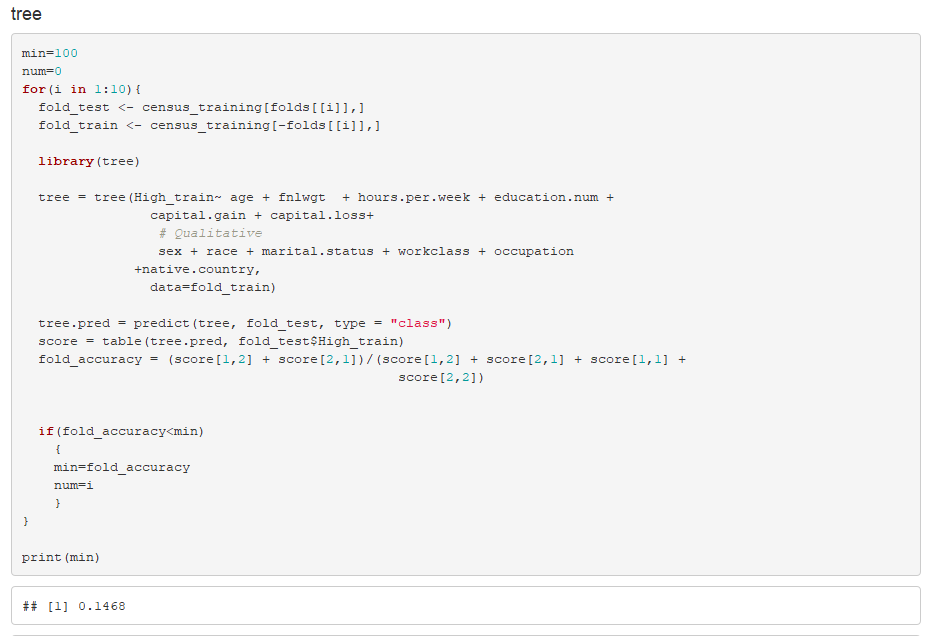 tree
min=100
num=0
for(i in 1:10){
  fold_test <- census_training[folds[[i]],]
  fold_train <- census_training[-folds[[i]],]
  library(tree)
  tree = tree(High_train~ age + fnlwgt  + hours.per.week + education.num +
                capital.gain + capital.loss+
                 # Qualitative
                 sex + race + marital.status + workclass + occupation
              +native.country,
                data=fold_train)
  tree.pred = predict(tree, fold_test, type = "class")
  score = table(tree.pred, fold_test$High_train)
  fold_accuracy = (score[1,2] + score[2,1])/(score[1,2] + score[2,1] + score[1,1] +
                                               score[2,2])
  if(fold_accuracy<min)
    {
    min=fold_accuracy
    num=i
    }
}
print(min)
## [1] 0.1468